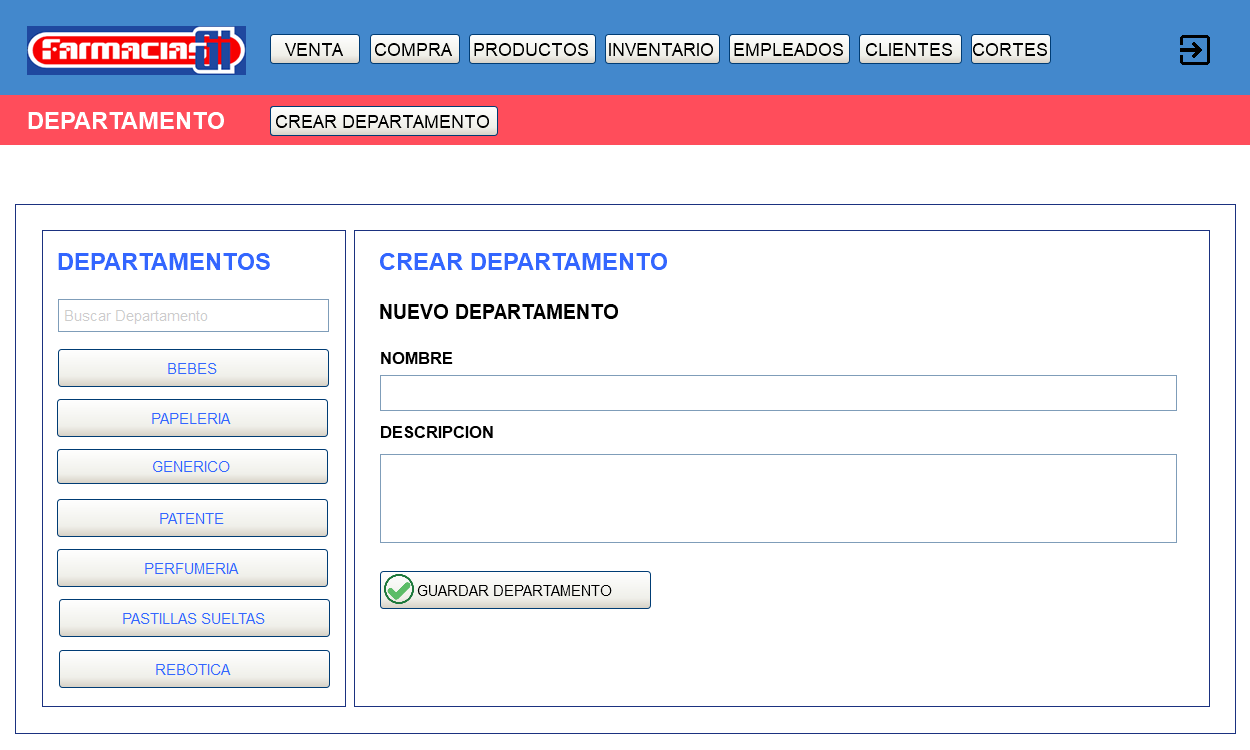 Farmacias GI
VENTA COMPRA PRODUCTOS INVENTARIO EMPLEADOS CLIENTES CORTES
DEPARTAMENTO CREAR DEPARTAMENTO
DEPARTAMENTOS
Buscar Departamento
BEBES
PAPELERIA
GENERICO
PATENTE
PERFUMERIA
PASTILLAS SUELTAS
REBOTICA
CREAR DEPARTAMENTO
NUEVO DEPARTAMENTO
NOMBRE
DESCRIPCION
GUARDAR DEPARTAMENTO